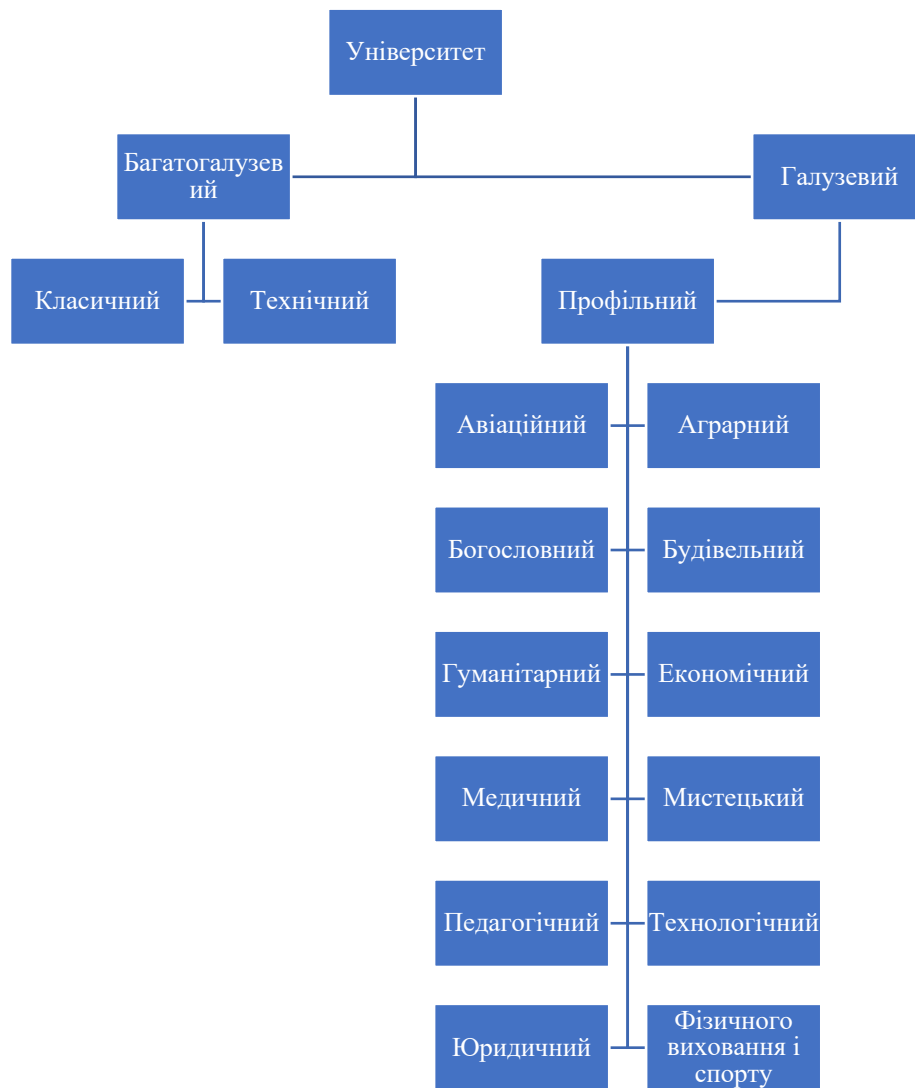 Університет
Багатогалузев
ий
Галузевий
Класичний
Технічний
Профільний
Авіаційний
Аграрний
Богословний
Будівельний
Гуманітарний
Економічний
Медичний
Мистецький
Педагогічний
Технологічний
Юридичний
Фізичного
виховання і
спорту